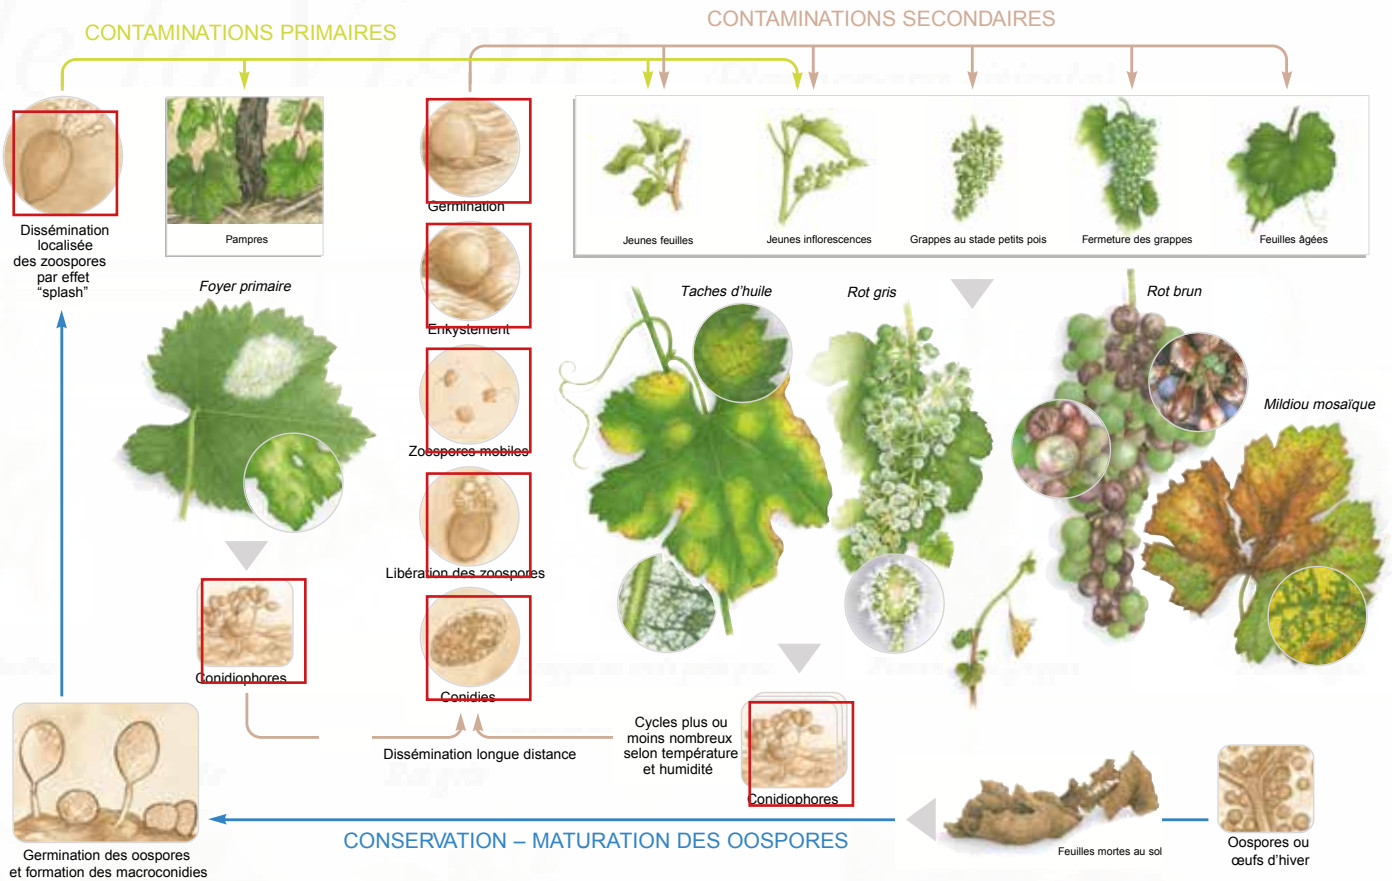 CONTAMINATIONS PRIMAIRES
CONTAMINATIONS SECONDAIRES
Dissémination
localisée
des zoospores
par effet
“splash”
Pampres
Germination
Jeunes feuilles
Jeunes inflorescences
Grappes au stade petits pois
Fermeture des grappes
Feuilles âgées
Foyer primaire
Enkystement
Taches d’huile
Rot gris
Rot brun
Mildiou mosaïque
Zoospores mobiles
Libération des zoospores
Conidiophores
Conidies
Dissémination longue distance
Cycles plus ou
moins nombreux
selon température
et humidité
Conidiophores
CONSERVATION – MATURATION DES OOSPORES
Feuilles mortes au sol
Oospores ou
œufs d’hiver
Germination des oospores
et formation des macroconidies